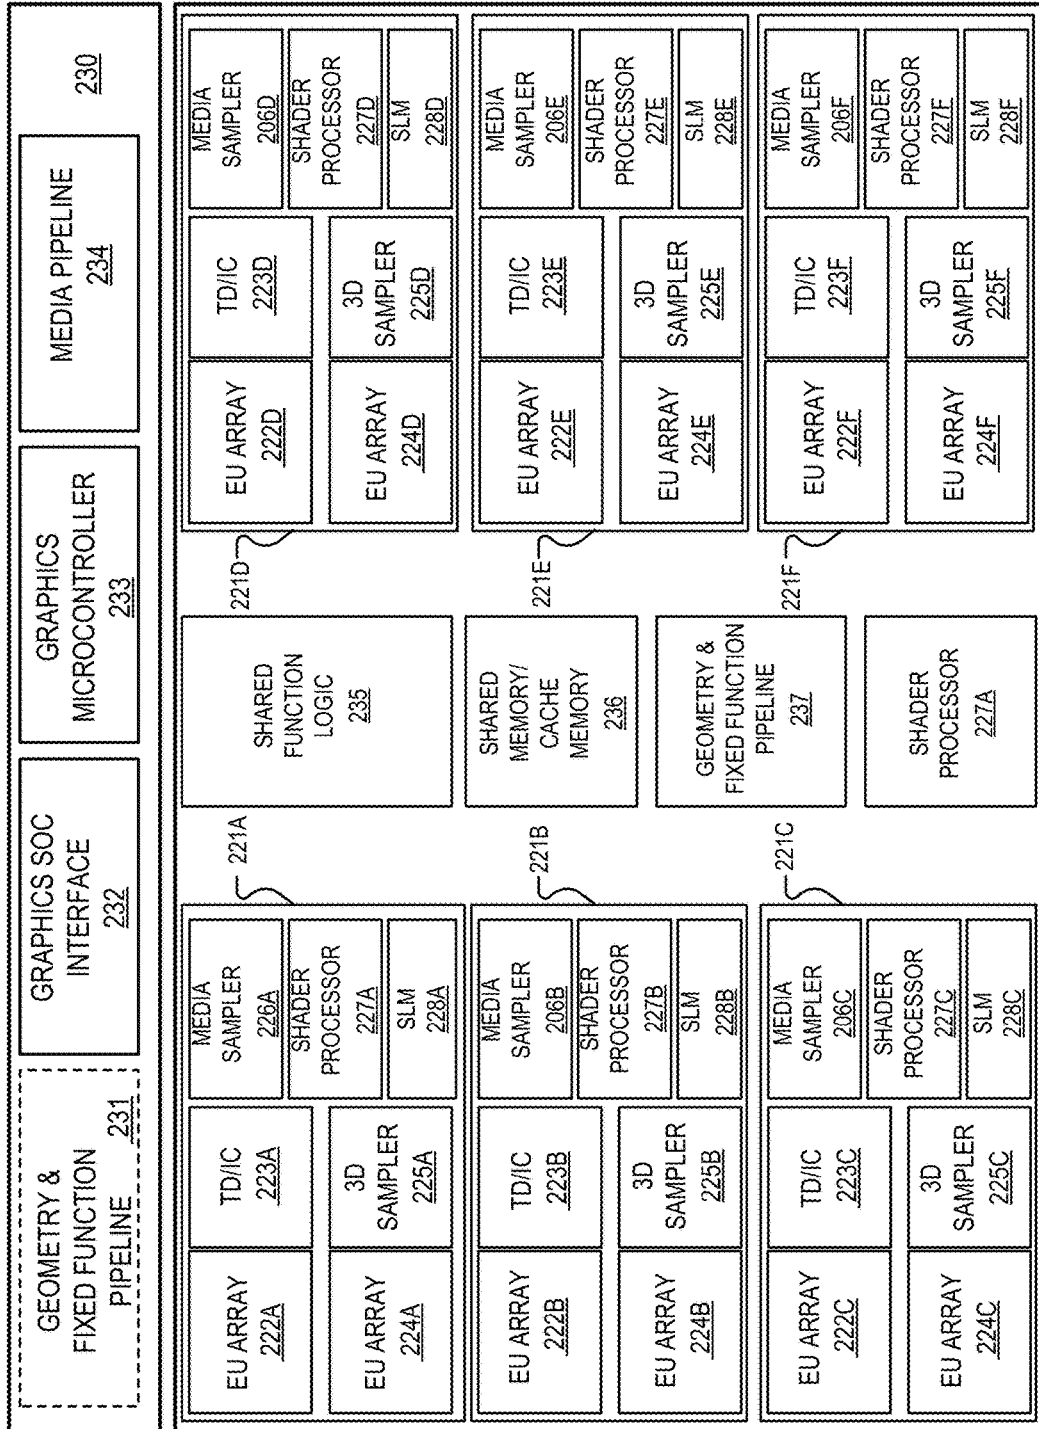 GEOMETRY &
FIXED FUNCTION
PIPELINE
231
GRAPHICS SOC
INTERFACE
232
GRAPHICS
MICROCONTROLLER
233
MEDIA PIPELINE
234
230
221A
EU ARRAY
222A
TD/IC
223A
MEDIA
SAMPLER
226A
SHADER
PROCESSOR
227A
EU ARRAY
224A
3D
SAMPLER
225A
SLM
228A
SHARED
FUNCTION
LOGIC
235
221D
EU ARRAY
222D
TD/IC
223D
MEDIA
SAMPLER
206D
SHADER
PROCESSOR
227D
EU ARRAY
224D
3D
SAMPLER
225D
SLM
228D
221B
EU ARRAY
222B
TD/IC
223B
MEDIA
SAMPLER
206B
SHADER
PROCESSOR
227B
EU ARRAY
224B
3D
SAMPLER
225B
SLM
228B
SHARED
MEMORY/
CACHE
MEMORY
236
221E
EU ARRAY
222E
TD/IC
223E
MEDIA
SAMPLER
206E
SHADER
PROCESSOR
227E
EU ARRAY
224E
3D
SAMPLER
225E
SLM
228E
GEOMETRY &
FIXED FUNCTION
PIPELINE
237
221C
EU ARRAY
222C
TD/IC
223C
MEDIA
SAMPLER
206C
SHADER
PROCESSOR
227C
EU ARRAY
224C
3D
SAMPLER
225C
SLM
228C
SHADER
PROCESSOR
227A
221F
EU ARRAY
222F
TD/IC
223F
MEDIA
SAMPLER
206F
SHADER
PROCESSOR
227F
EU ARRAY
224F
3D
SAMPLER
225F
SLM
228F